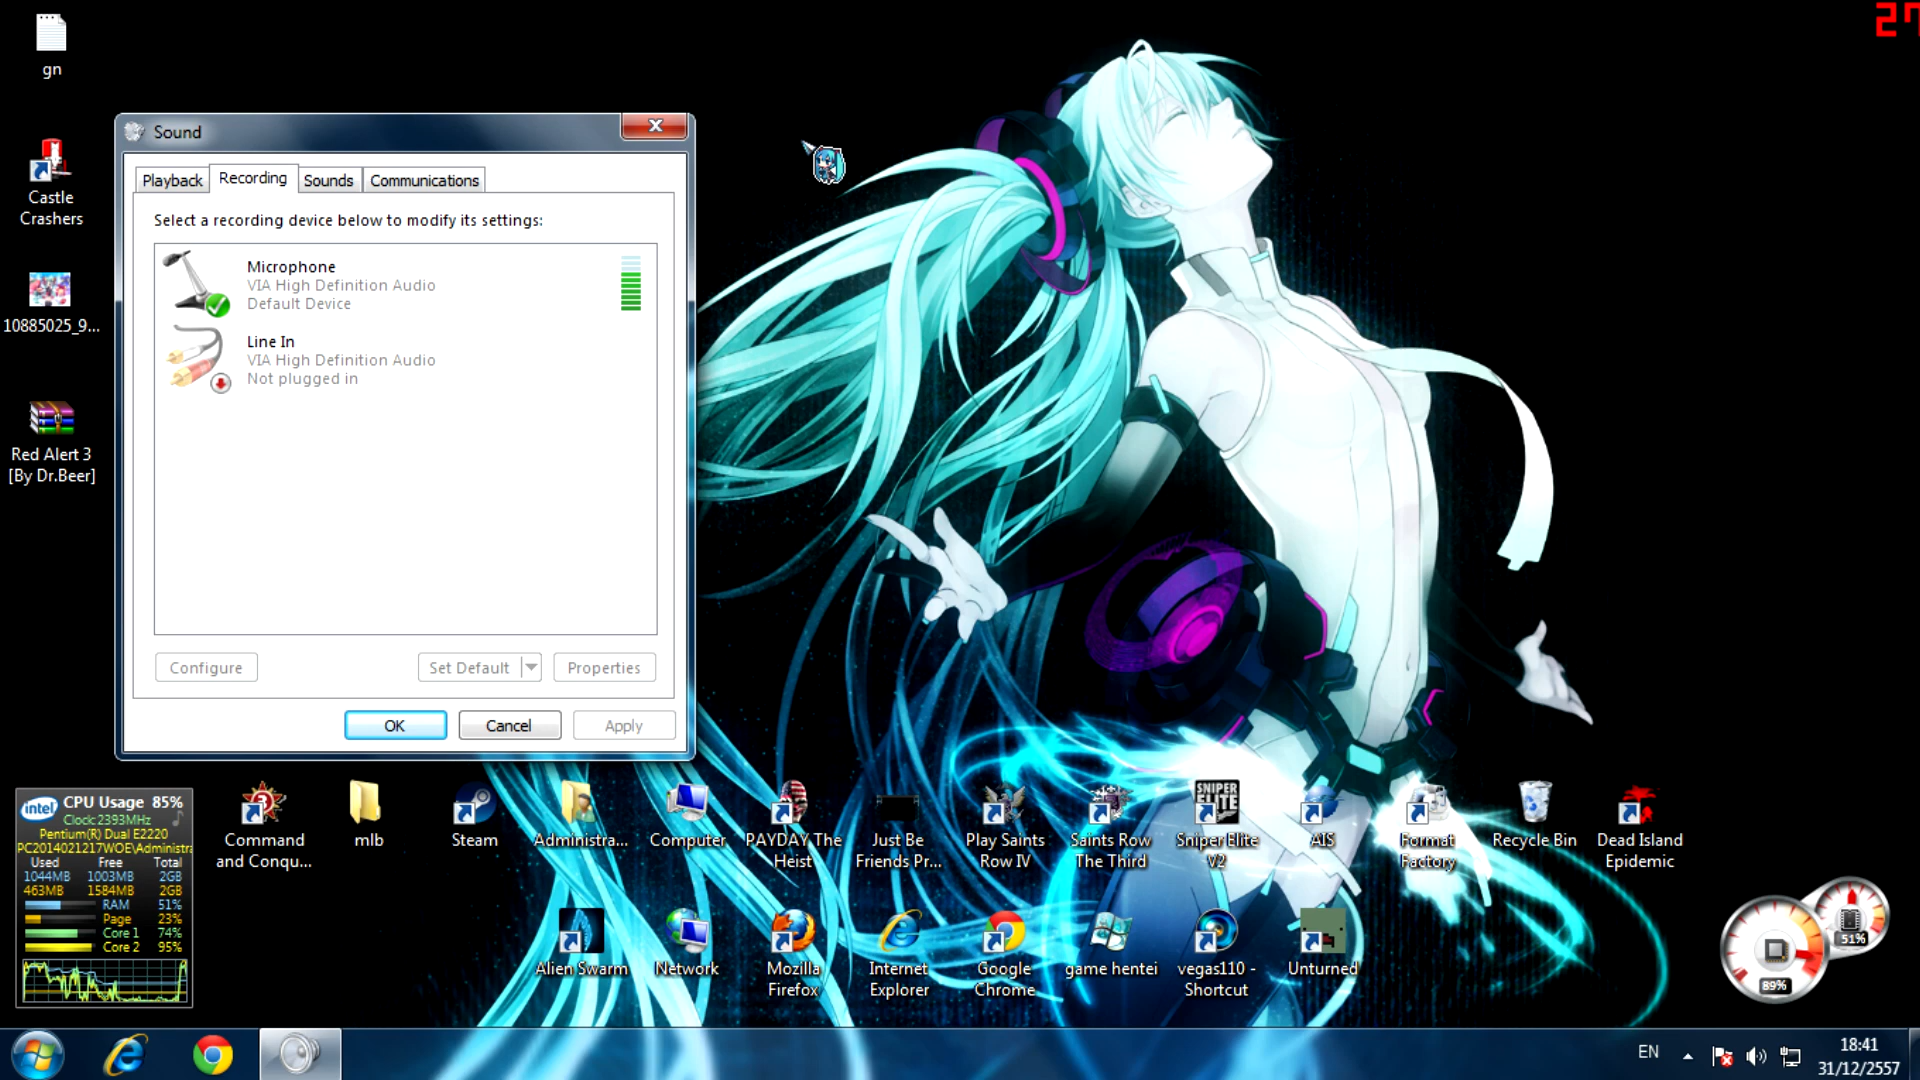 27
gn
Castle
Crashers
10885025_9...
Red Alert 3
[By Dr.Beer]
Sound
Playback
Recording
Sounds
Communications
Select a recording device below to modify its settings:
Microphone
VIA High Definition Audio
Default Device
Line In
VIA High Definition Audio
Not plugged in
Configure
Set Default
Properties
OK
Cancel
Apply
intel
CPU Usage 85%
Clock: 2393MHz
Pentium(R) Dual E2220
PC2014021217WOE\Administra
Used Free Total
1044MB 1003MB 2GB
463MB 1584MB 2GB
RAM 51%
Page 23%
Core 1 74%
Core 2 95%
Command
and Conqu...
mlb
Steam
Administra...
Computer
PAYDAY The
Heist
Just Be
Friends Pr...
Play Saints
Row IV
Saints Row
The Third
SNIPER
ELITE
Sniper Elite
V2
AIS
Format
Factory
Recycle Bin
Dead Island
Epidemic
Alien Swarm
Network
Mozilla
Firefox
Internet
Explorer
Google
Chrome
game hentei
vegas110 -
Shortcut
Unturned
51%
89%
EN
18:41
31/12/2557